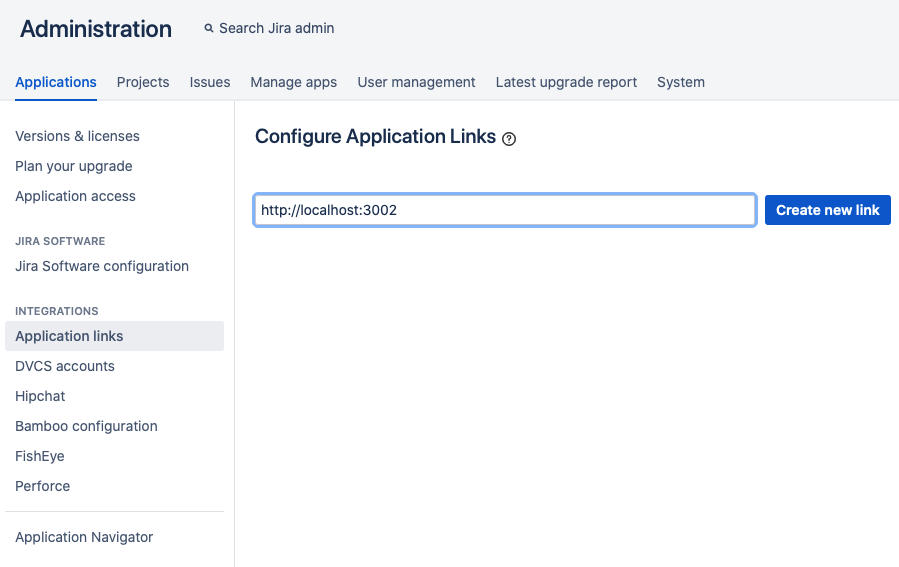 Administration
Search Jira admin
Applications Projects Issues Manage apps User management Latest upgrade report System
Versions & licenses
Plan your upgrade
Application access
JIRA SOFTWARE
Jira Software configuration
INTEGRATIONS
Application links
DVCS accounts
Hipchat
Bamboo configuration
FishEye
Perforce
Application Navigator
Configure Application Links ?
http://localhost:3002
Create new link